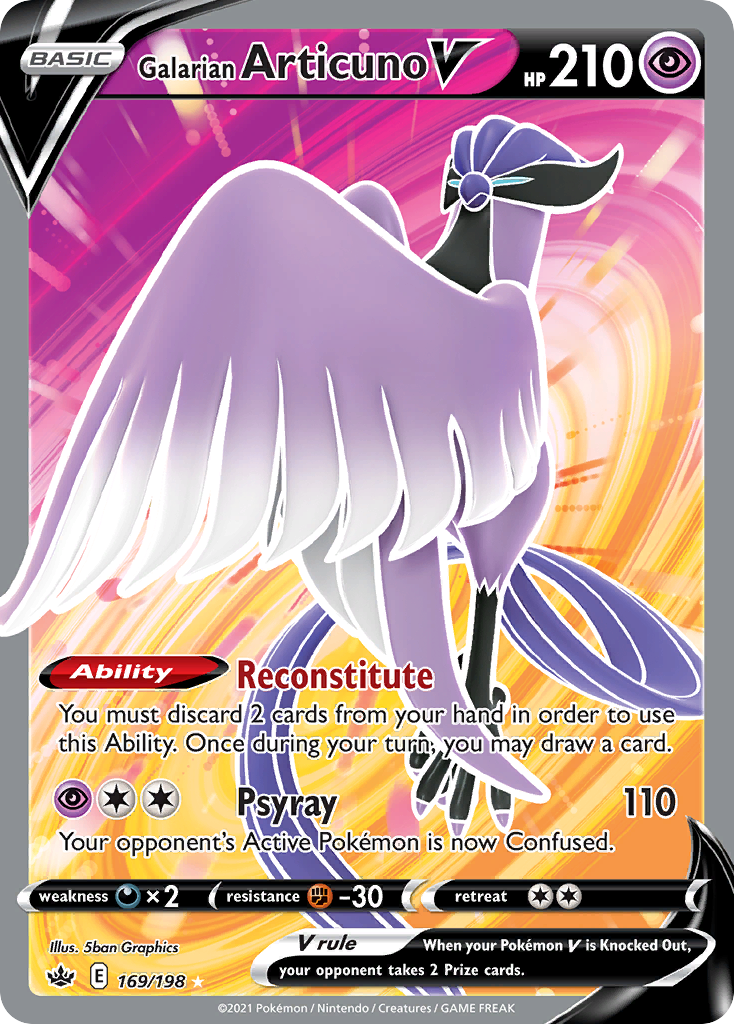 BASIC
Galarian Articuno V
HP 210
Ability Reconstitute
You must discard 2 cards from your hand in order to use
this Ability. Once during your turn, you may draw a card.
Psyray 110
Your opponent's Active Pokémon is now Confused.
weakness ×2 resistance -30 retreat
Illus. 5ban Graphics
V rule When your Pokémon V is Knocked Out,
your opponent takes 2 Prize cards.
E 169/198
©2021 Pokémon / Nintendo / Creatures / GAME FREAK